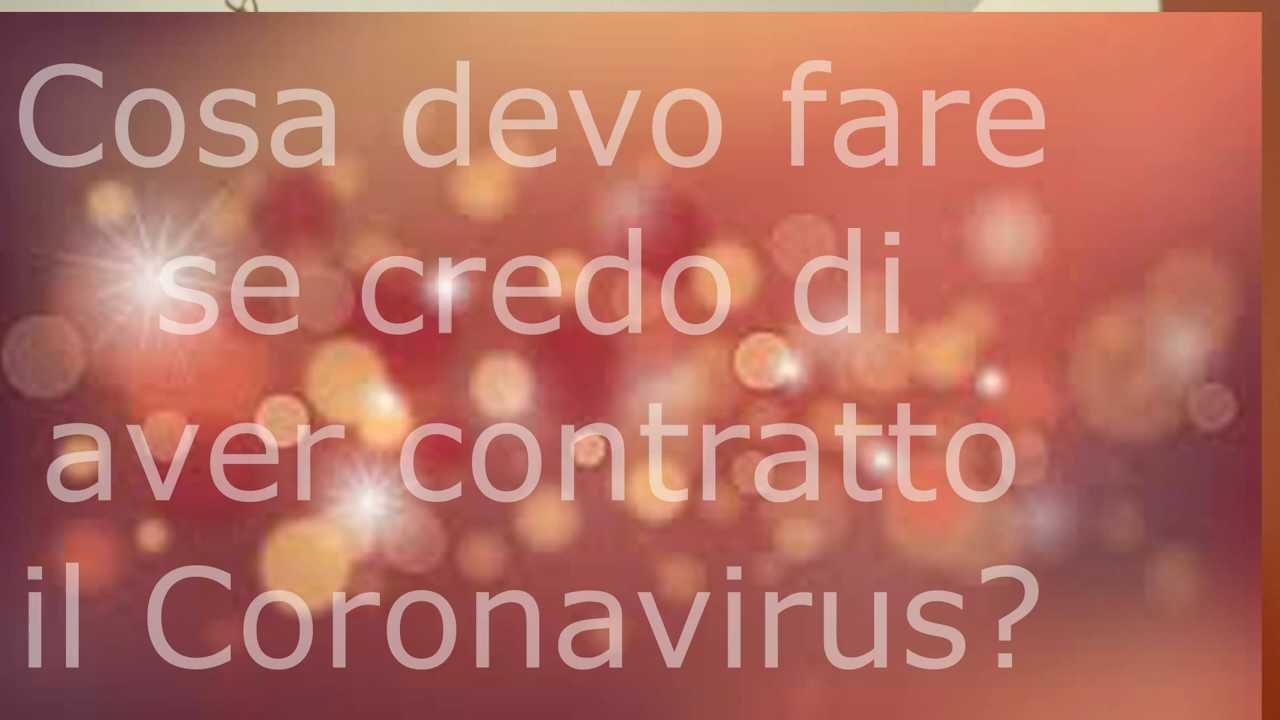 Cosa devo fare
se credo di
aver contratto
il Coronavirus?